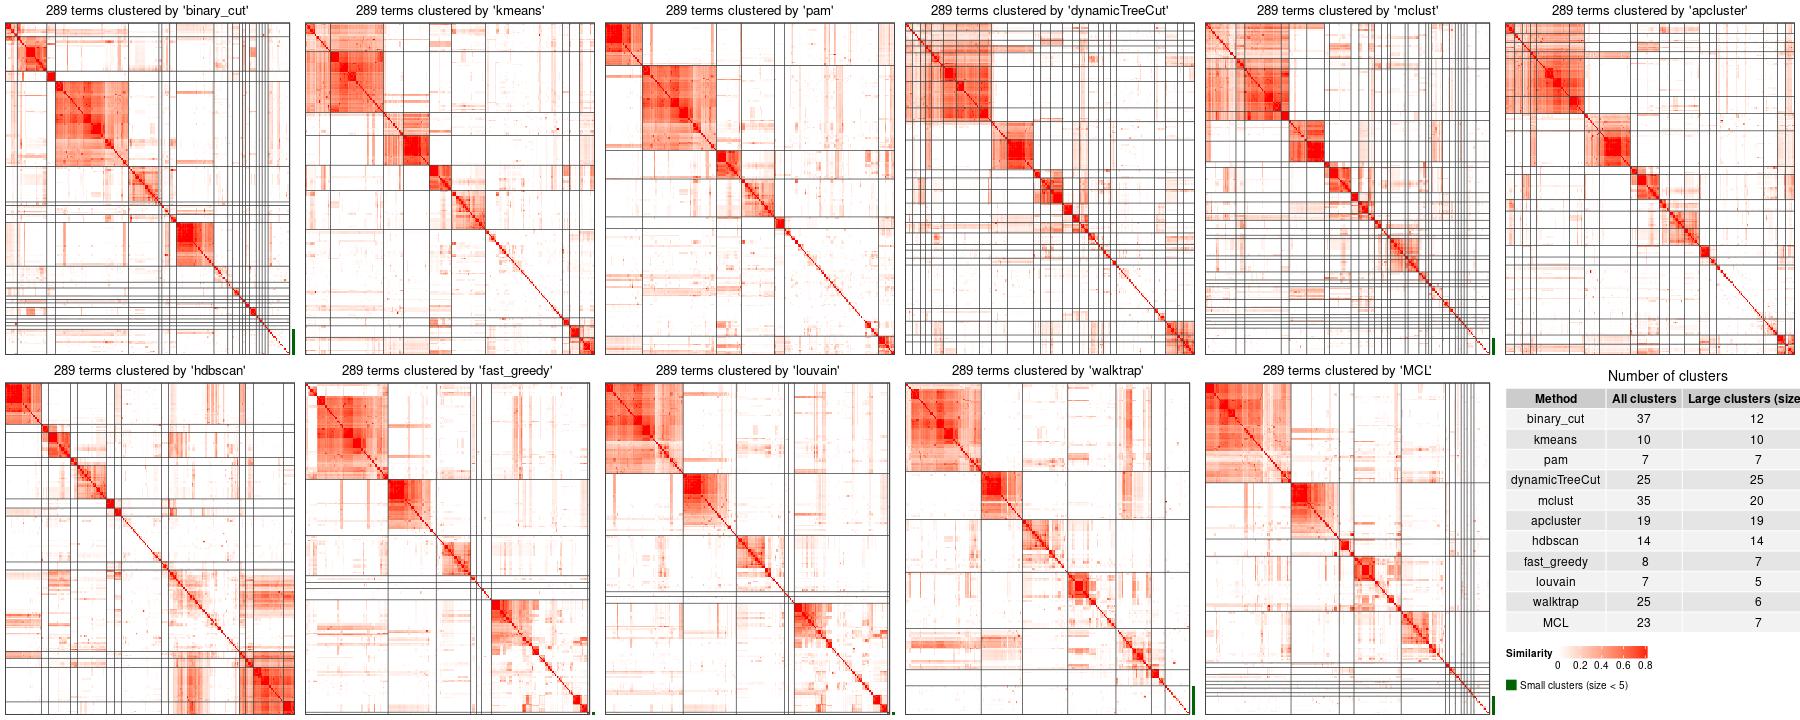 289 terms clustered by 'binary_cut'
289 terms clustered by 'kmeans'
289 terms clustered by 'pam'
289 terms clustered by 'dynamicTreeCut'
289 terms clustered by 'mclust'
289 terms clustered by 'apcluster'
289 terms clustered by 'hdbscan'
289 terms clustered by 'fast_greedy'
289 terms clustered by 'louvain'
289 terms clustered by 'walktrap'
289 terms clustered by 'MCL'
Number of clusters
Method All clusters Large clusters (size
binary_cut 37 12
kmeans 10 10
pam 7 7
dynamicTreeCut 25 25
mclust 35 20
apcluster 19 19
hdbscan 14 14
fast_greedy 8 7
louvain 7 5
walktrap 25 6
MCL 23 7
Similarity
0 0.2 0.4 0.6 0.8
Small clusters (size < 5)